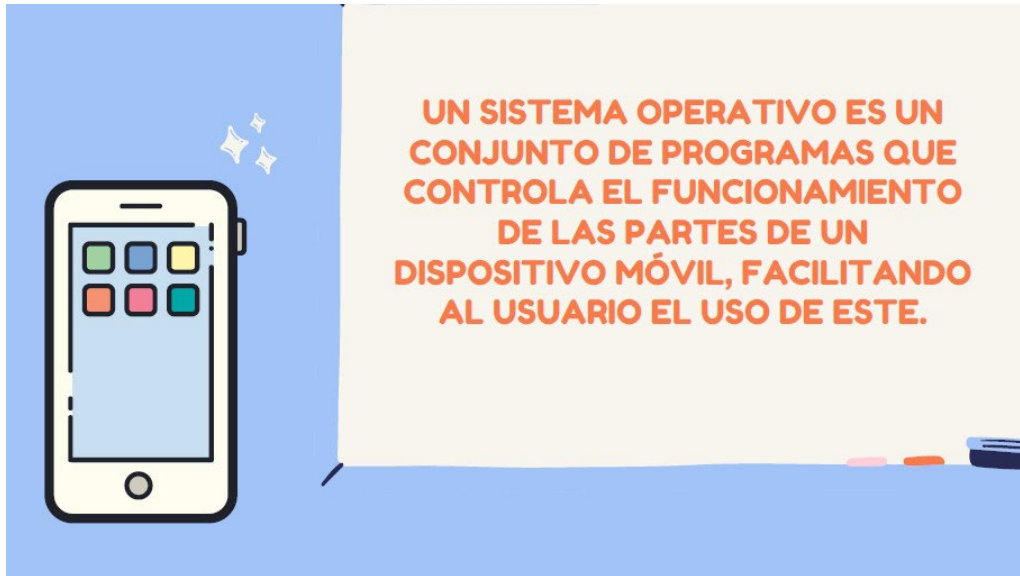 UN SISTEMA OPERATIVO ES UN
CONJUNTO DE PROGRAMAS QUE
CONTROLA EL FUNCIONAMIENTO
DE LAS PARTES DE UN
DISPOSITIVO MÓVIL, FACILITANDO
AL USUARIO EL USO DE ESTE.